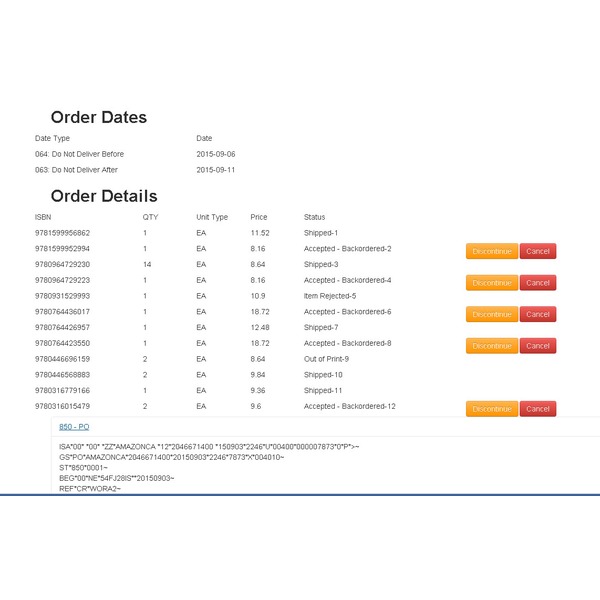 Order Dates
Date Type Date
064: Do Not Deliver Before 2015-09-06
063: Do Not Deliver After 2015-09-11
Order Details
ISBN QTY Unit Type Price Status
9781599956862 1 EA 11.52 Shipped-1
9781599952994 1 EA 8.16 Accepted - Backordered-2 Discontinue Cancel
9780964729230 14 EA 8.64 Shipped-3
9780964729223 1 EA 8.16 Accepted - Backordered-4 Discontinue Cancel
9780931529993 1 EA 10.9 Item Rejected-5
9780764436017 1 EA 18.72 Accepted - Backordered-6 Discontinue Cancel
9780764426957 1 EA 12.48 Shipped-7
9780764423550 1 EA 18.72 Accepted - Backordered-8 Discontinue Cancel
9780446696159 2 EA 8.64 Out of Print-9
9780446568883 2 EA 9.84 Shipped-10
9780316779166 1 EA 9.36 Shipped-11
9780316015479 2 EA 9.6 Accepted - Backordered-12 Discontinue Cancel
850 - PO
ISA*00* *00* *ZZ*AMAZONCA *12*2046671400 *150903*2246*U*00400*000007873*0*P*>~
GS*PO*AMAZONCA*2046671400*20150903*2246*7873*X*004010~
ST*850*0001~
BEG*00*NE*54FJ28IS**20150903~
REF*CR*WORA2~